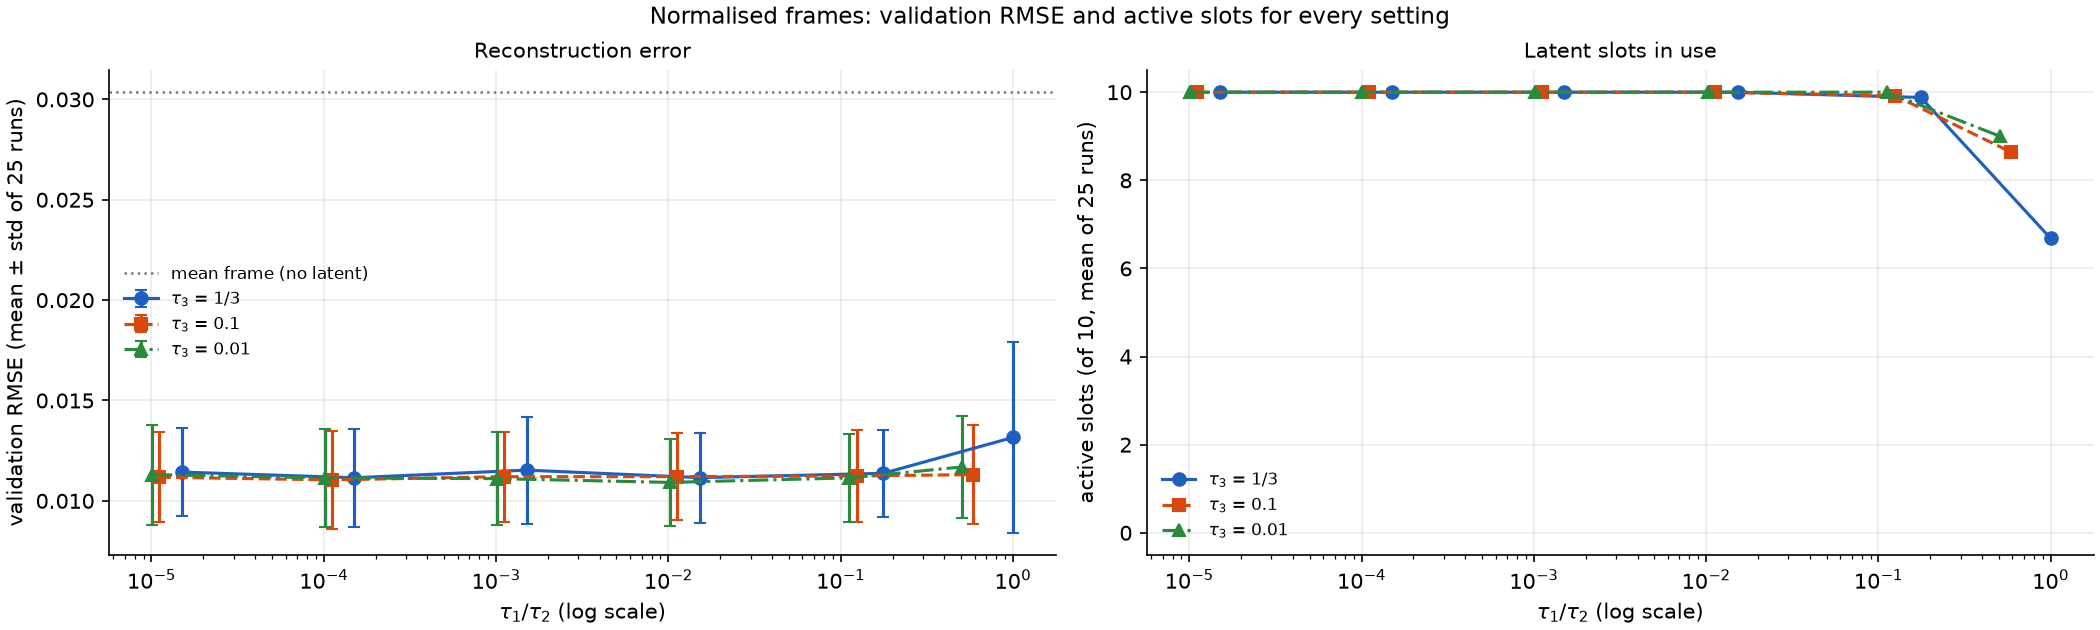 Normalised frames: validation RMSE and active slots for every setting
Reconstruction error
validation RMSE (mean ± std of 25 runs)
0.030
0.025
0.020
0.015
0.010
mean frame (no latent)
τ₃ = 1/3
τ₃ = 0.1
τ₃ = 0.01
10⁻⁵ 10⁻⁴ 10⁻³ 10⁻² 10⁻¹ 10⁰
τ₁/τ₂ (log scale)
Latent slots in use
active slots (of 10, mean of 25 runs)
10
8
6
4
2
0
τ₃ = 1/3
τ₃ = 0.1
τ₃ = 0.01
10⁻⁵ 10⁻⁴ 10⁻³ 10⁻² 10⁻¹ 10⁰
τ₁/τ₂ (log scale)